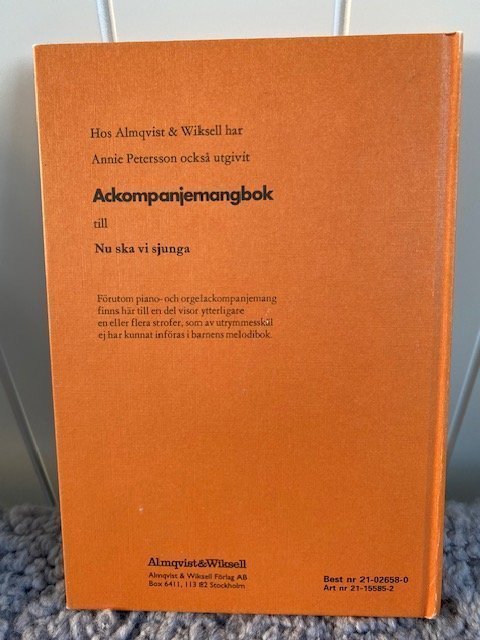 Hos Almqvist & Wiksell har
Annie Petersson också utgivit
Ackompanjemangbok
till
Nu ska vi sjunga
Förutom piano- och orgelackompanjemang
finns här till en del visor ytterligare
en eller flera strofer, som av utrymmesskäl
ej har kunnat införas i barnens melodibok.
Almqvist&Wiksell
Almqvist & Wiksell Förlag AB
Box 6411, 113 82 Stockholm
Best nr 21-02658-0
Art nr 21-15585-2